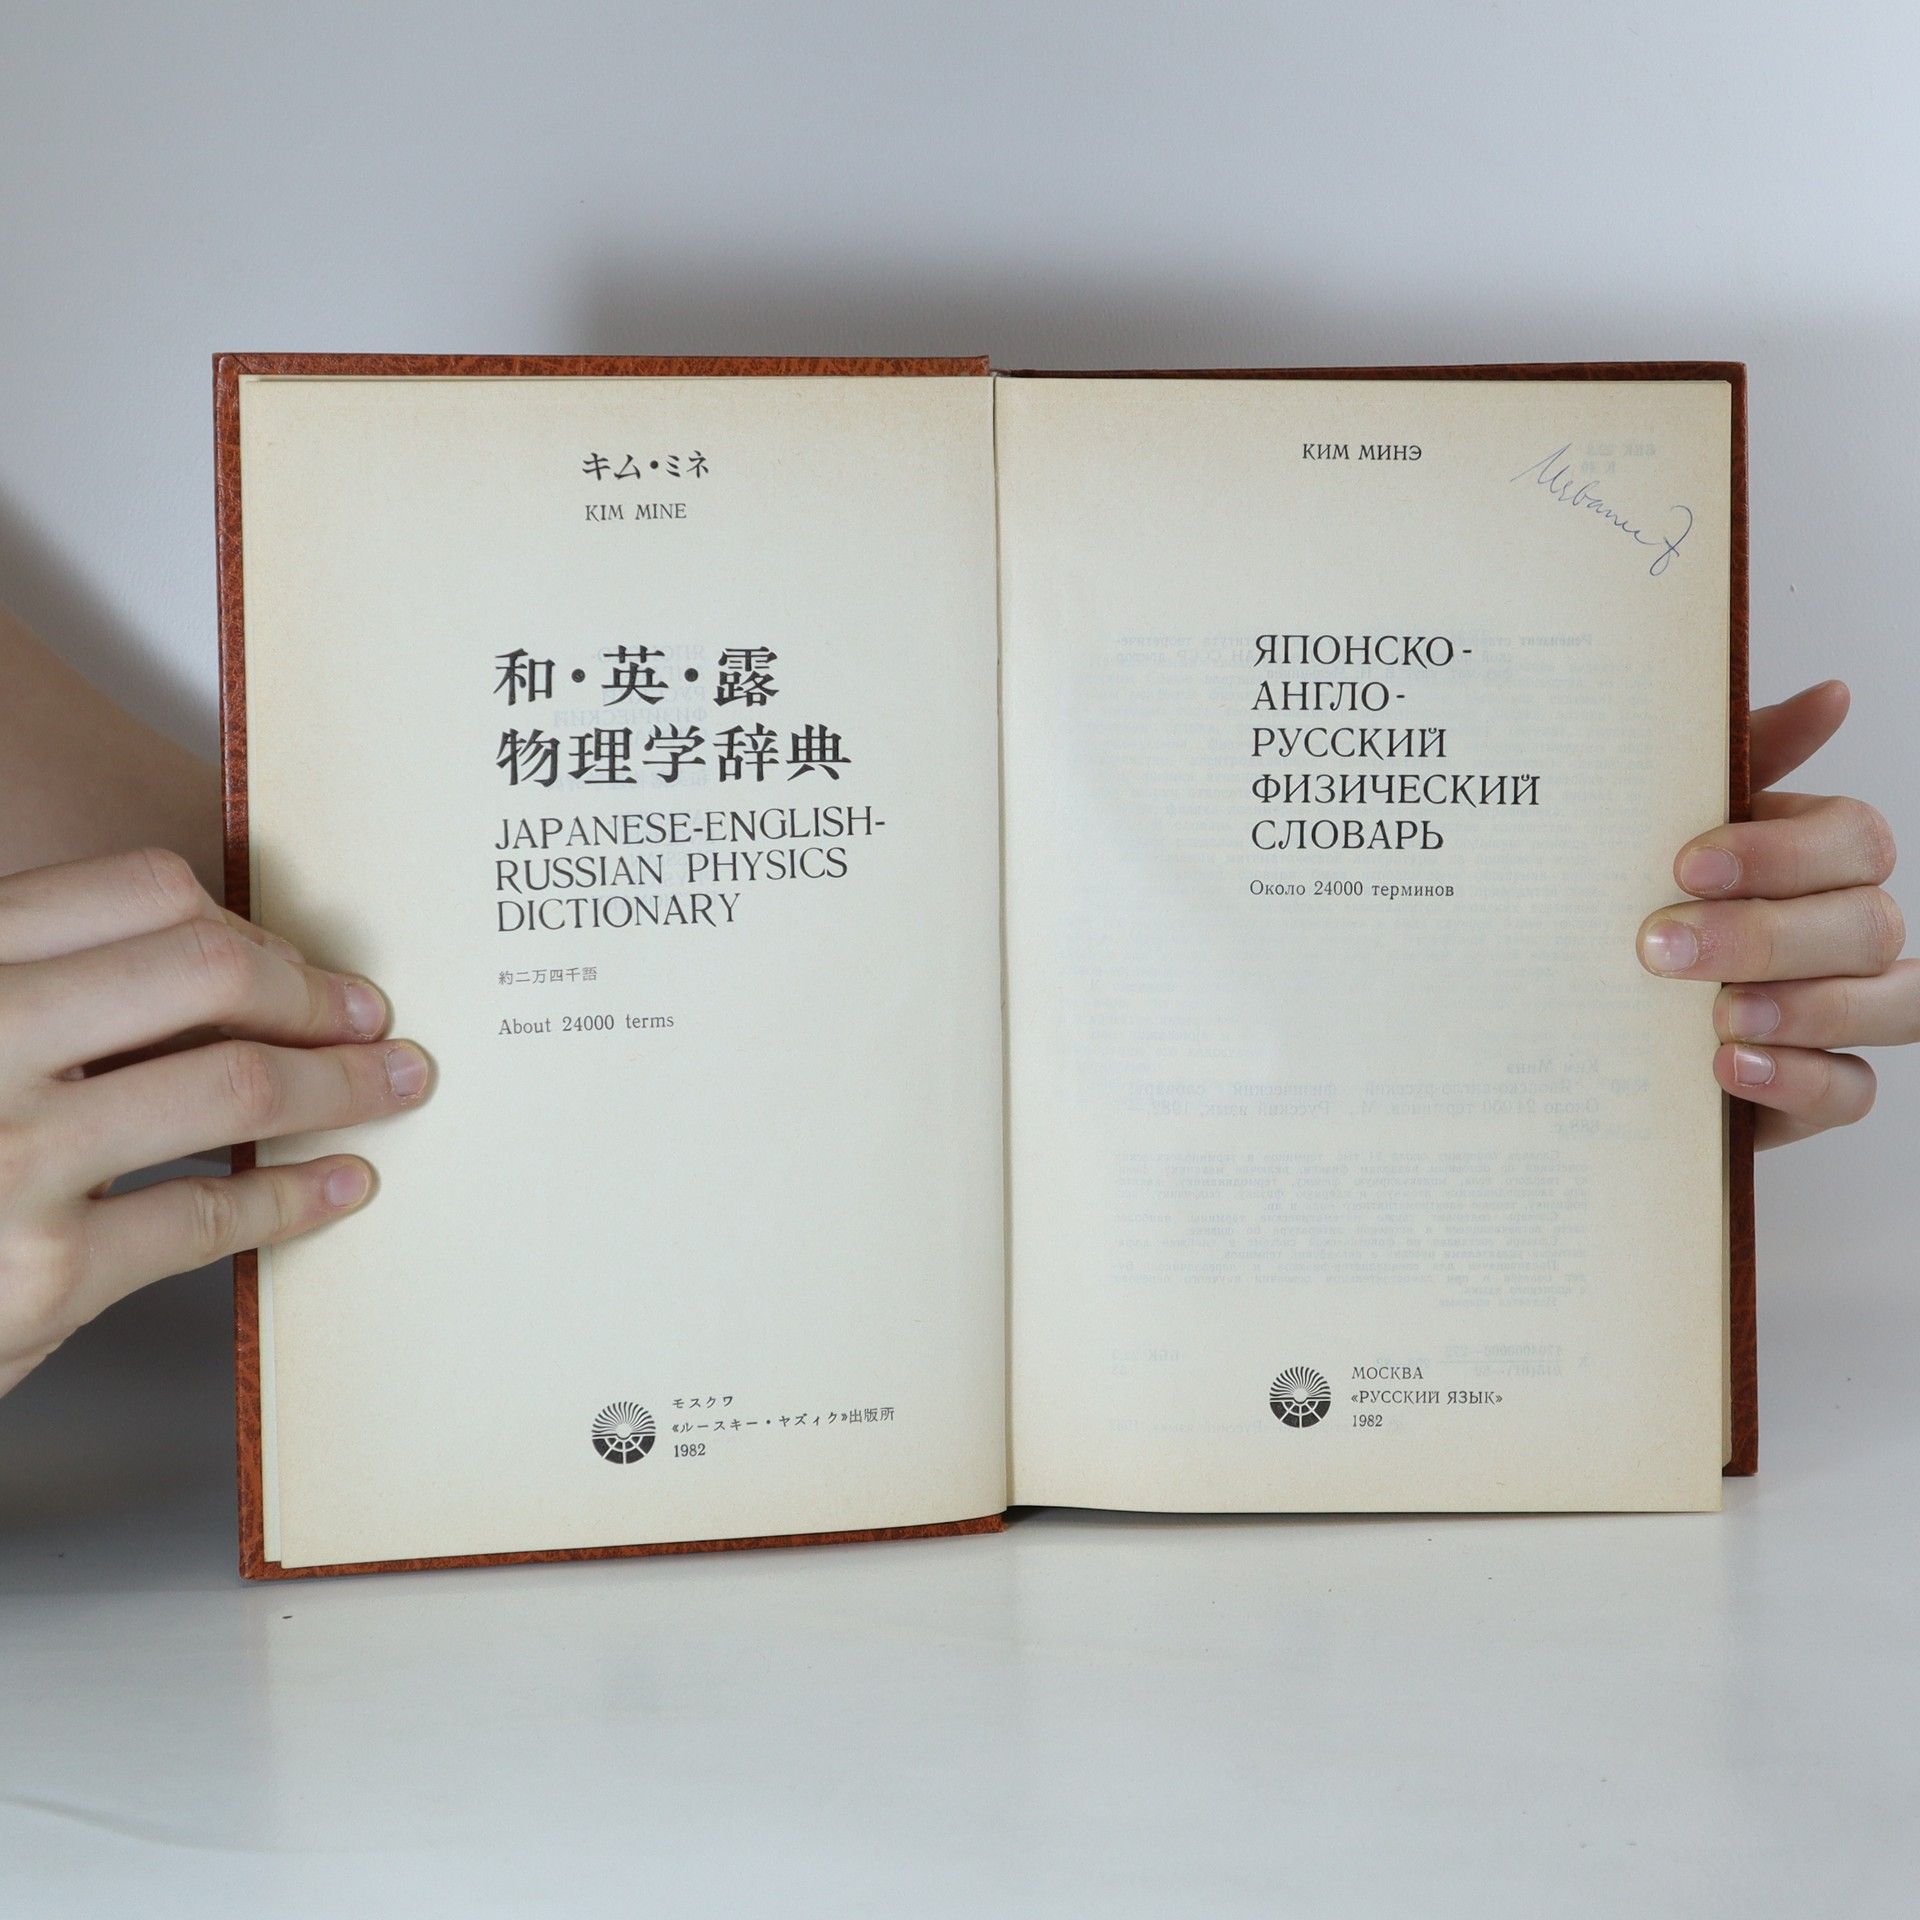 キム・ミネ
KIM MINE
和・英・露
物理学辞典
JAPANESE-ENGLISH-
RUSSIAN PHYSICS
DICTIONARY
約二万四千語
About 24000 terms
モスクワ
«ルースキー・ヤズィク»出版所
1982
КИМ МИНЭ
ЯПОНСКО-
АНГЛО-
РУССКИЙ
ФИЗИЧЕСКИЙ
СЛОВАРЬ
Около 24000 терминов
МОСКВА
«РУССКИЙ ЯЗЫК»
1982